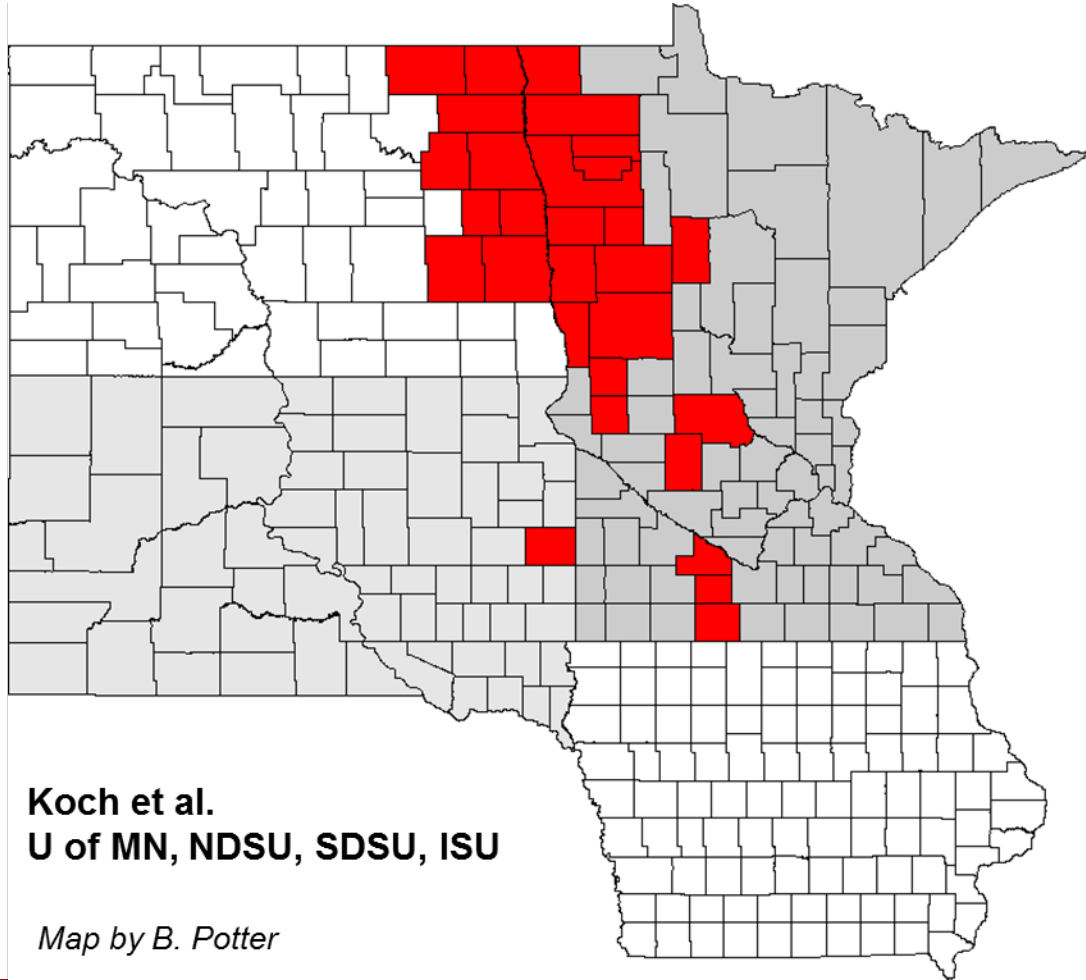 Koch et al.
U of MN, NDSU, SDSU, ISU
Map by B. Potter